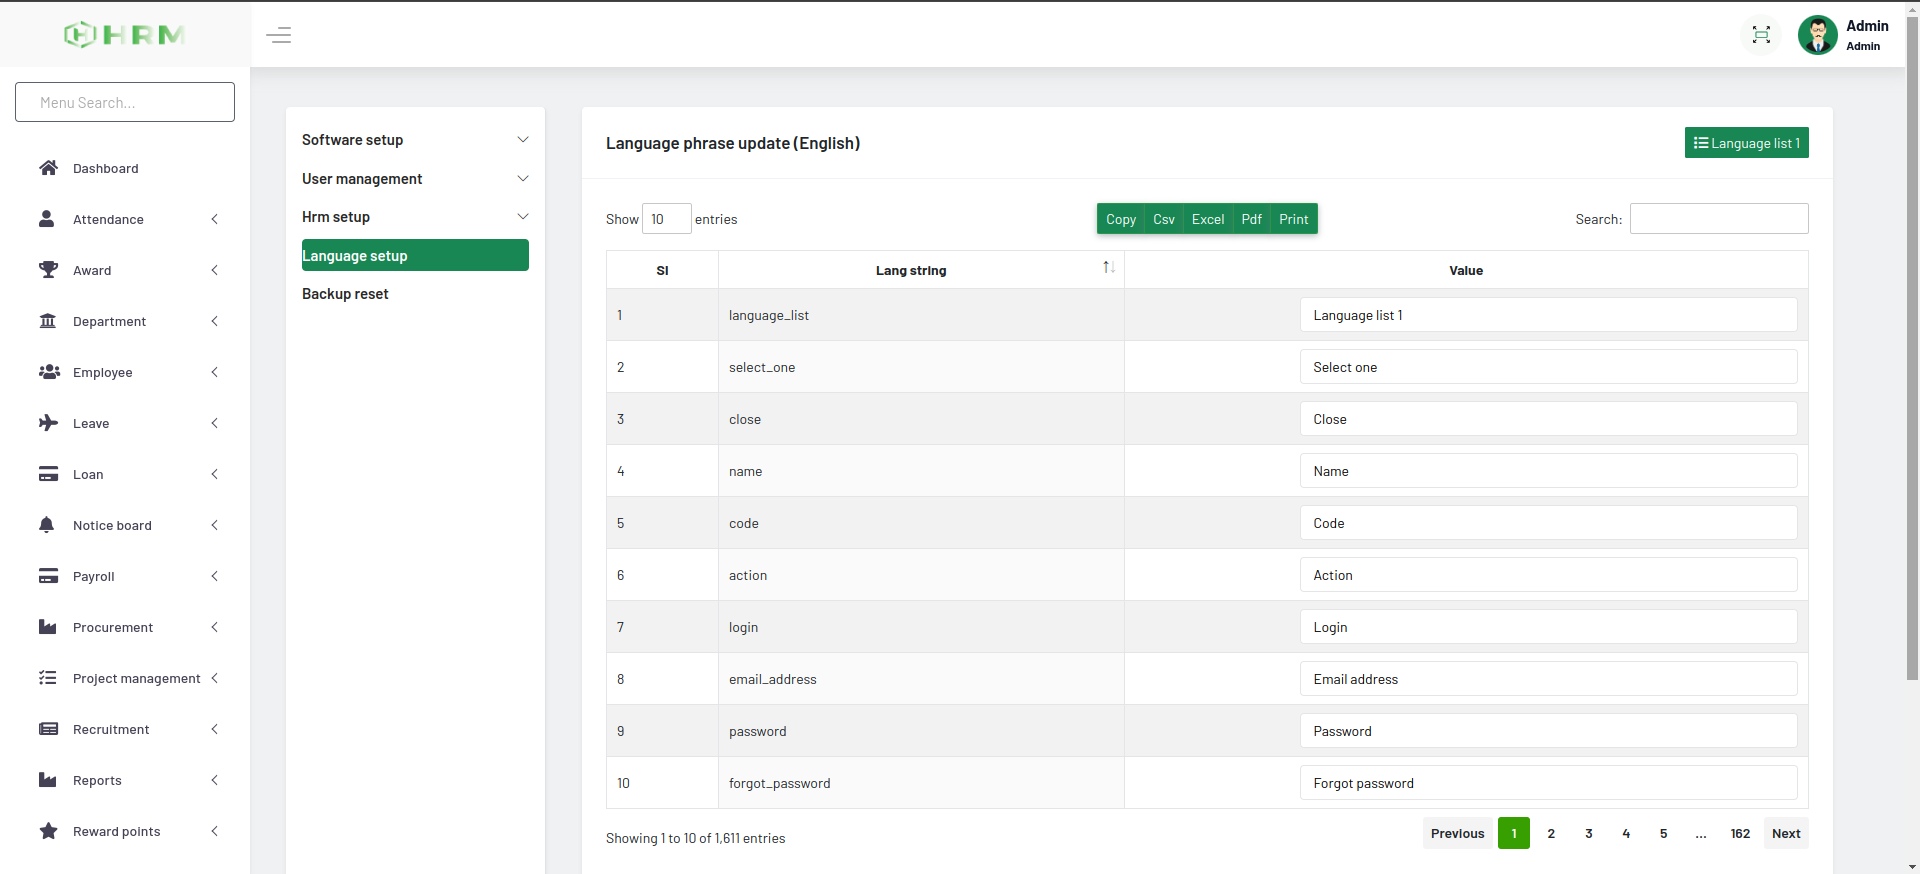 HRM
Admin
Admin
Menu Search...
Dashboard
Attendance
Award
Department
Employee
Leave
Loan
Notice board
Payroll
Procurement
Project management
Recruitment
Reports
Reward points
Software setup
User management
Hrm setup
Language setup
Backup reset
Language phrase update (English)
Language list 1
Show 10 entries
Copy Csv Excel Pdf Print
Search:
Sl Lang string Value
1 language_list Language list 1
2 select_one Select one
3 close Close
4 name Name
5 code Code
6 action Action
7 login Login
8 email_address Email address
9 password Password
10 forgot_password Forgot password
Showing 1 to 10 of 1,611 entries
Previous 1 2 3 4 5 ... 162 Next